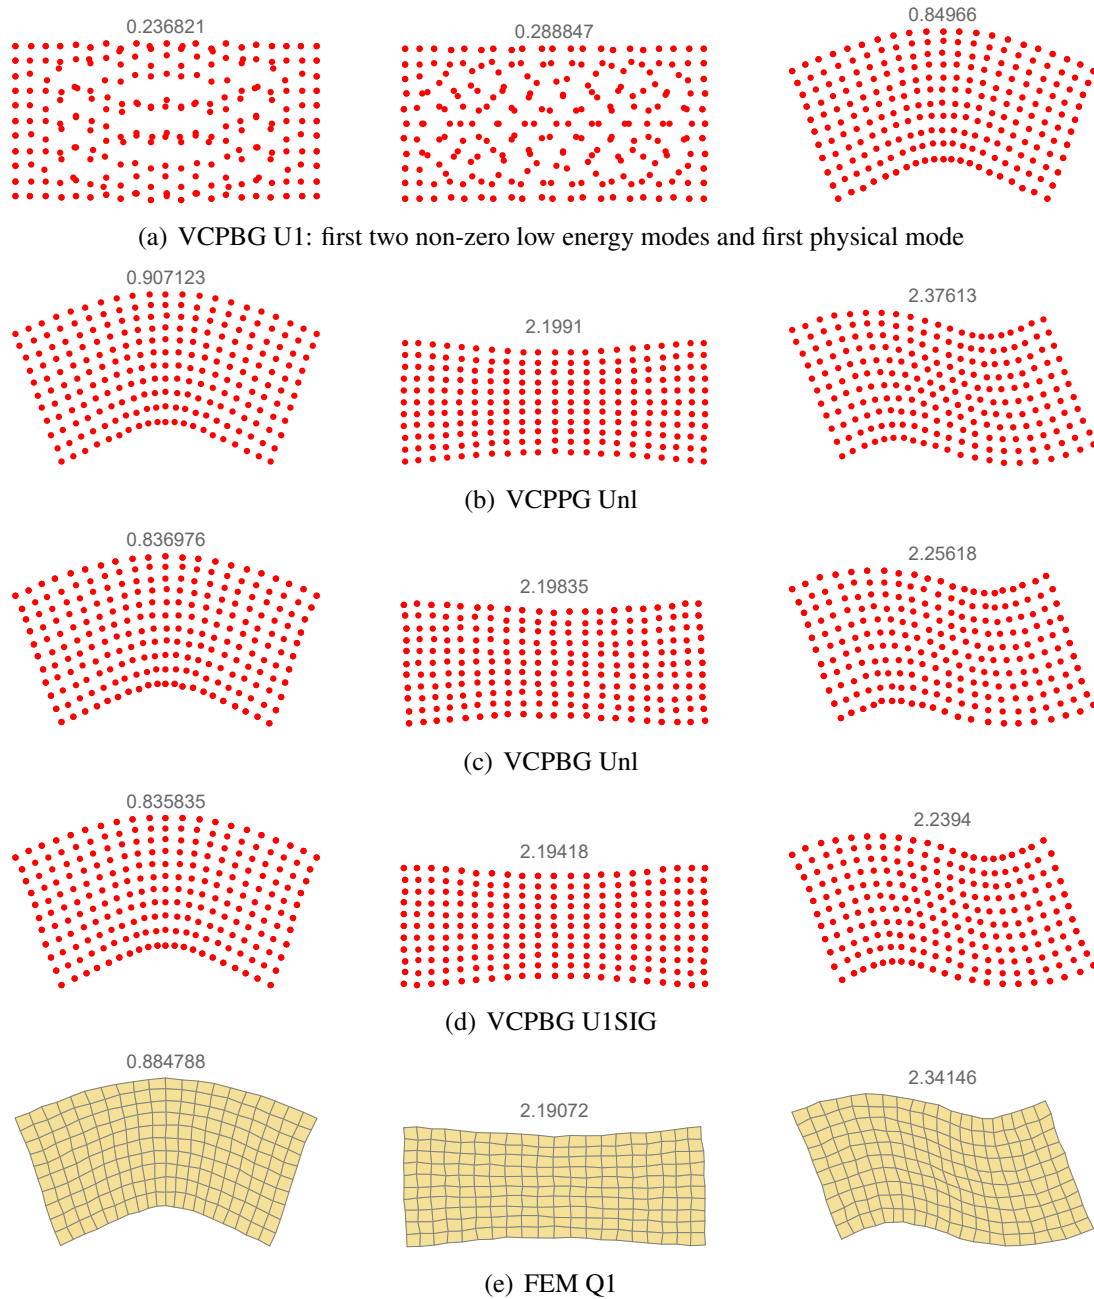 0.236821 0.288847 0.84966
(a) VCPBG U1: first two non-zero low energy modes and first physical mode
0.907123 2.1991 2.37613
(b) VCPPG Unl
0.836976 2.19835 2.25618
(c) VCPBG Unl
0.835835 2.19418 2.2394
(d) VCPBG U1SIG
0.884788 2.19072 2.34146
(e) FEM Q1